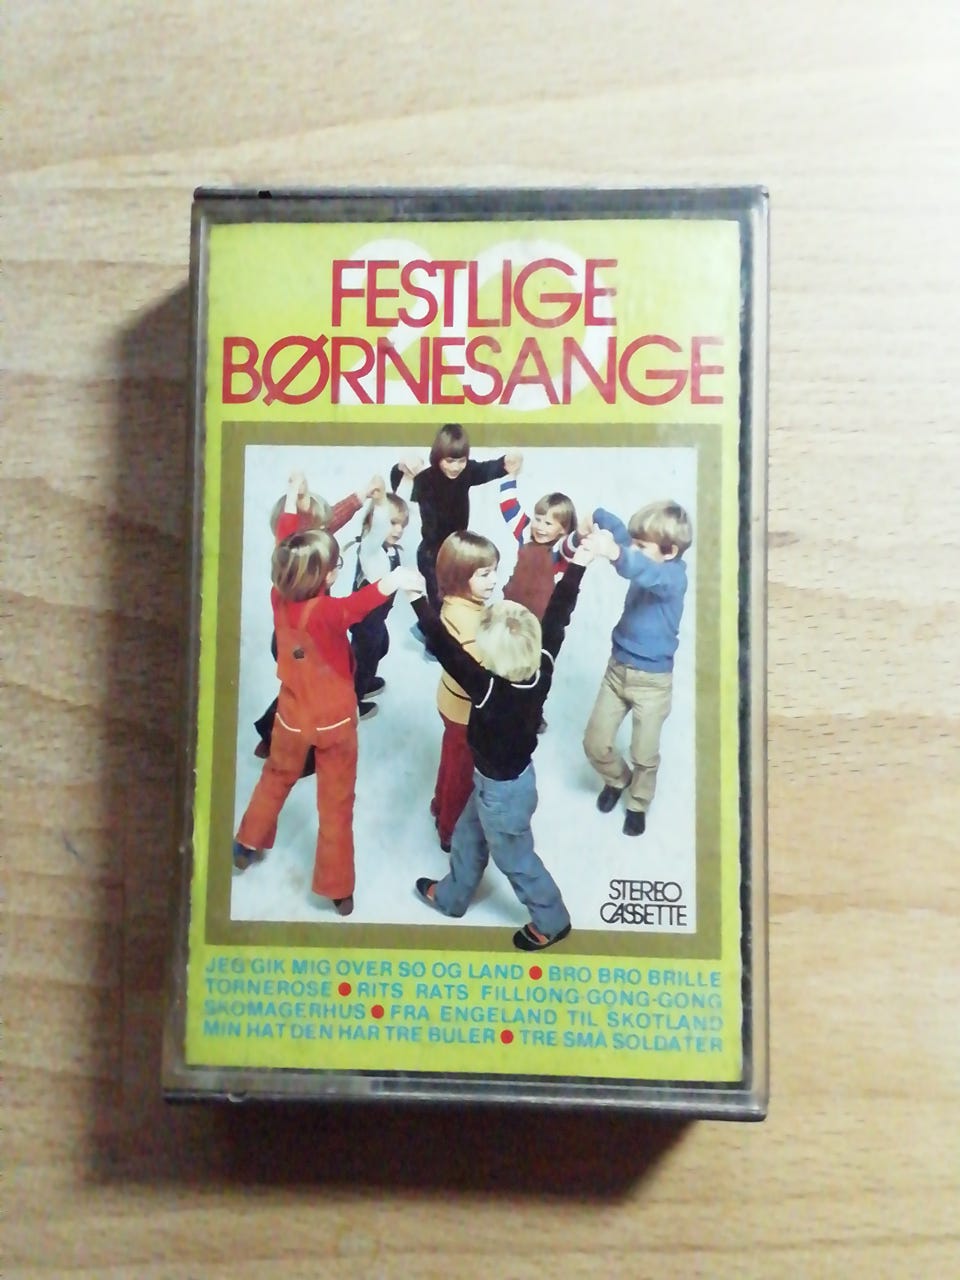 20
FESTLIGE
BØRNESANGE
STEREO
CASSETTE
JEG GIK MIG OVER SØ OG LAND ● BRO BRO BRILLE
TORNEROSE ● RITS RATS FILLIONG-GONG-GONG
SKOMAGERHUS ● FRA ENGELAND TIL SKOTLAND
MIN HAT DEN HAR TRE BULER ● TRE SMÅ SOLDATER